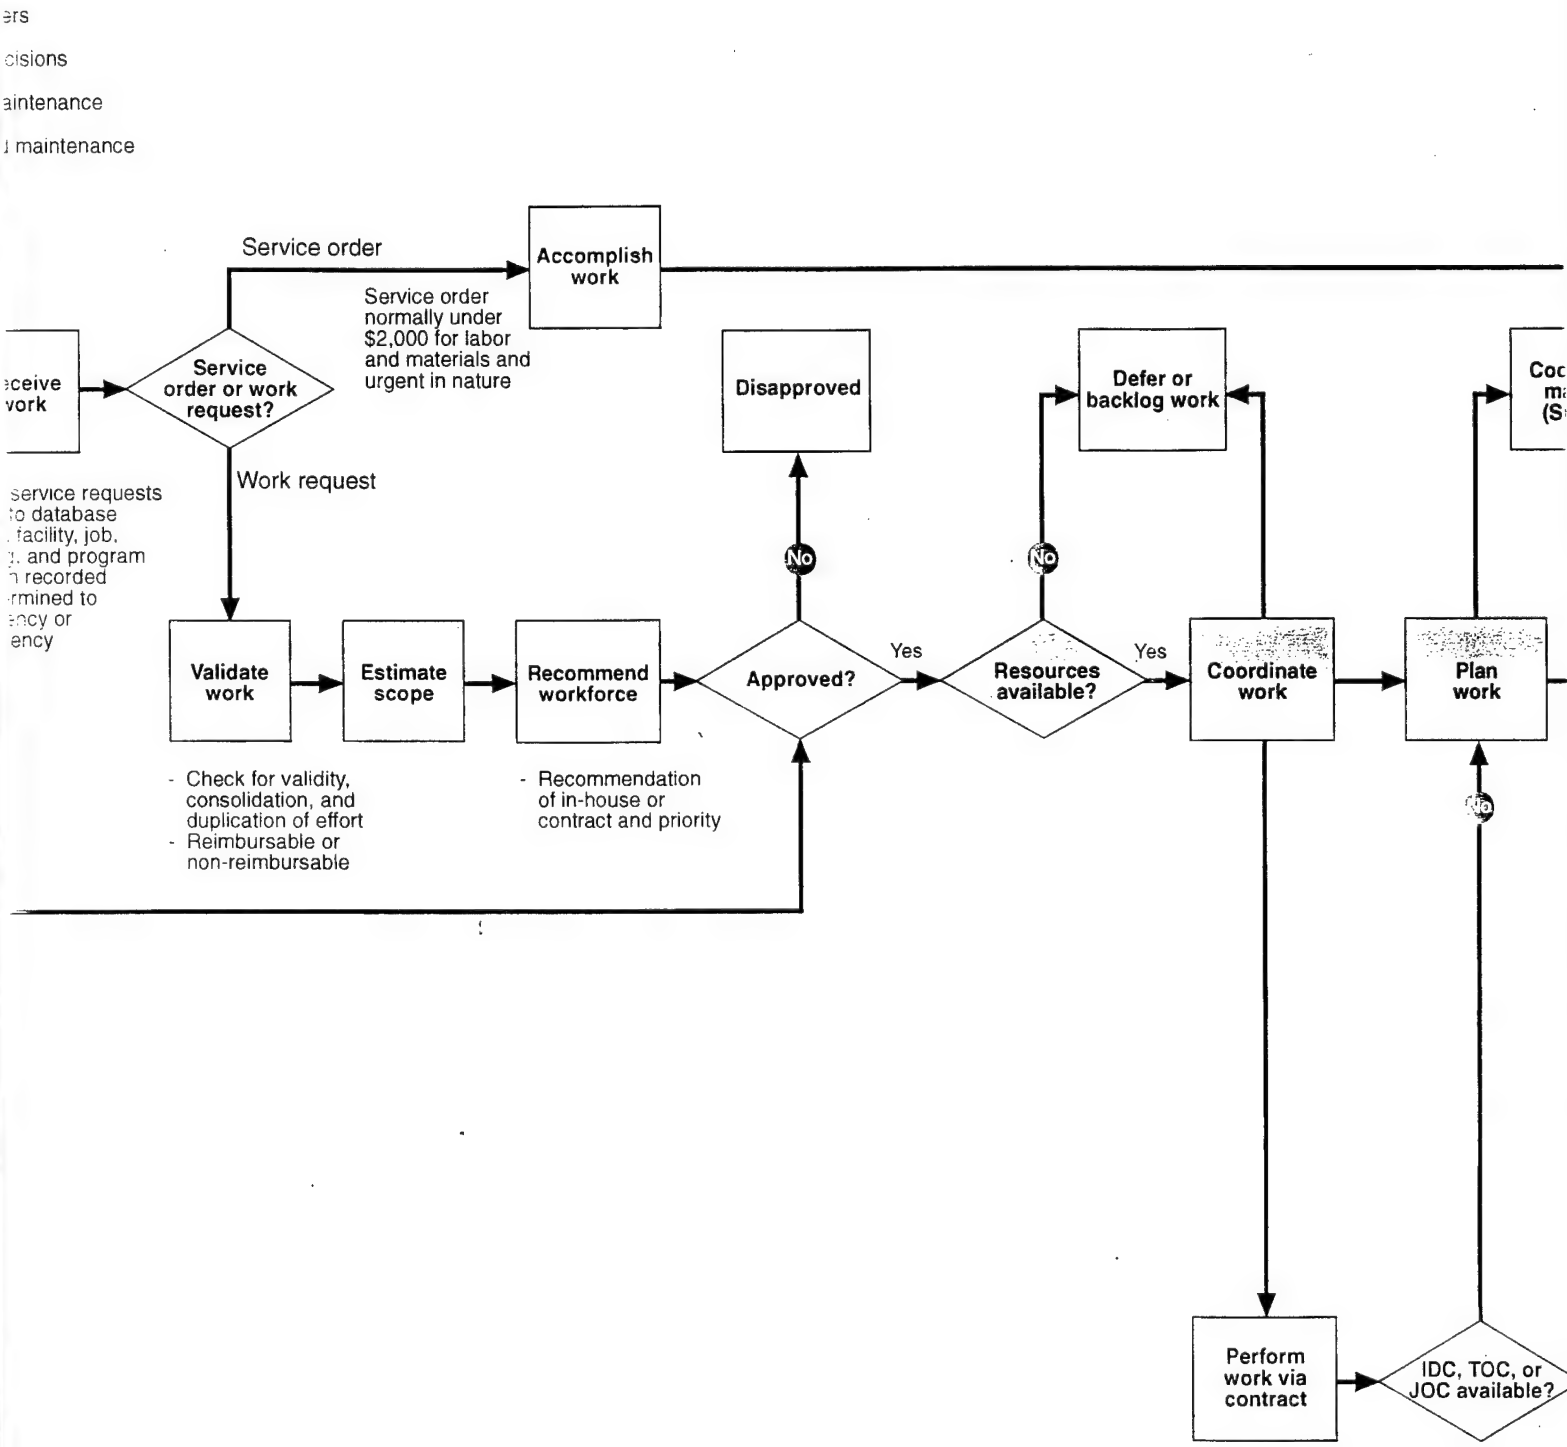 ers
cisions
aintenance
maintenance
Service order
Accomplish
work
Service order
normally under
$2,000 for labor
and materials and
urgent in nature
eceive
work
Service
order or work
request?
Disapproved
Defer or
backlog work
Coc
ma
(S
Work request
service requests
to database
facility, job,
and program
recorded
rmined to
ency or
ency
No
No
Validate
work
Estimate
scope
Recommend
workforce
Approved?
Yes
Resources
available?
Yes
Coordinate
work
Plan
work
- Check for validity,
consolidation, and
duplication of effort
- Reimbursable or
non-reimbursable
- Recommendation
of in-house or
contract and priority
No
Perform
work via
contract
IDC, TOC, or
JOC available?